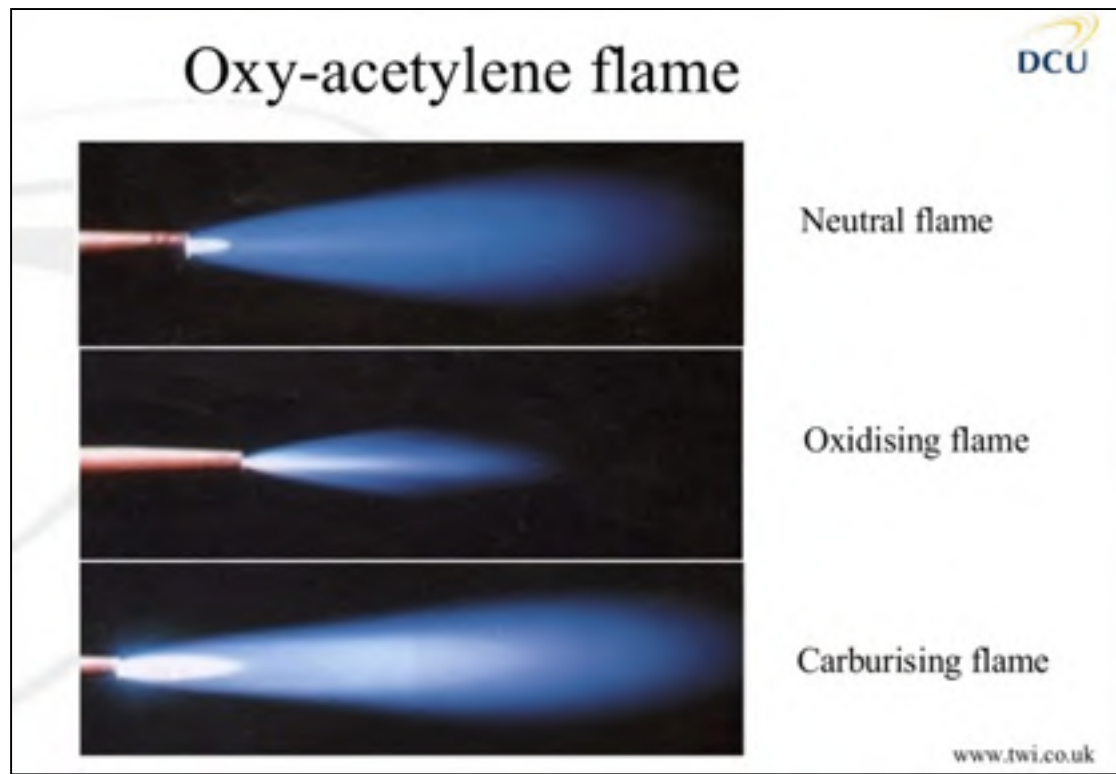 Oxy-acetylene flame
DCU
Neutral flame
Oxidising flame
Carburising flame
www.twi.co.uk